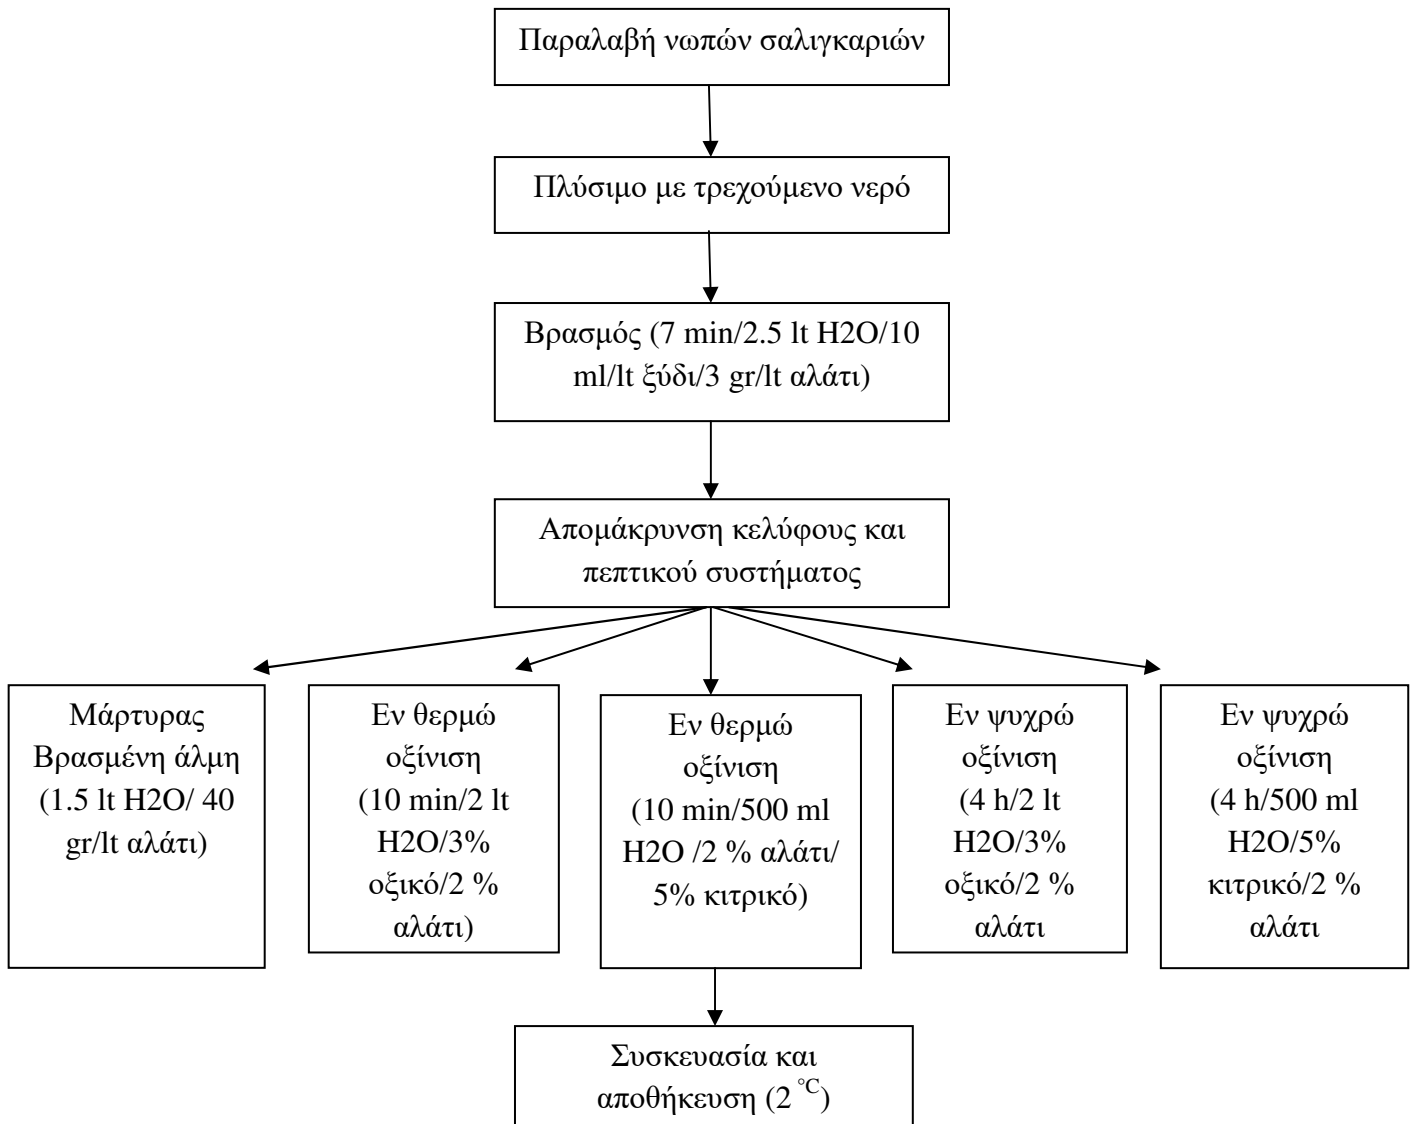 Παραλαβή νωπών σαλιγκαριών
Πλύσιμο με τρεχούμενο νερό
Βρασμός (7 min/2.5 lt H2O/10
ml/lt ξύδι/3 gr/lt αλάτι)
Απομάκρυνση κελύφους και
πεπτικού συστήματος
Μάρτυρας
Βρασμένη άλμη
(1.5 lt H2O/ 40
gr/lt αλάτι)
Εν θερμώ
οξίνιση
(10 min/2 lt
H2O/3%
οξικό/2 %
αλάτι)
Εν θερμώ
οξίνιση
(10 min/500 ml
H2O /2 % αλάτι/
5% κιτρικό)
Εν ψυχρώ
οξίνιση
(4 h/2 lt
H2O/3%
οξικό/2 %
αλάτι
Εν ψυχρώ
οξίνιση
(4 h/500 ml
H2O/5%
κιτρικό/2 %
αλάτι
Συσκευασία και
αποθήκευση (2 °C)